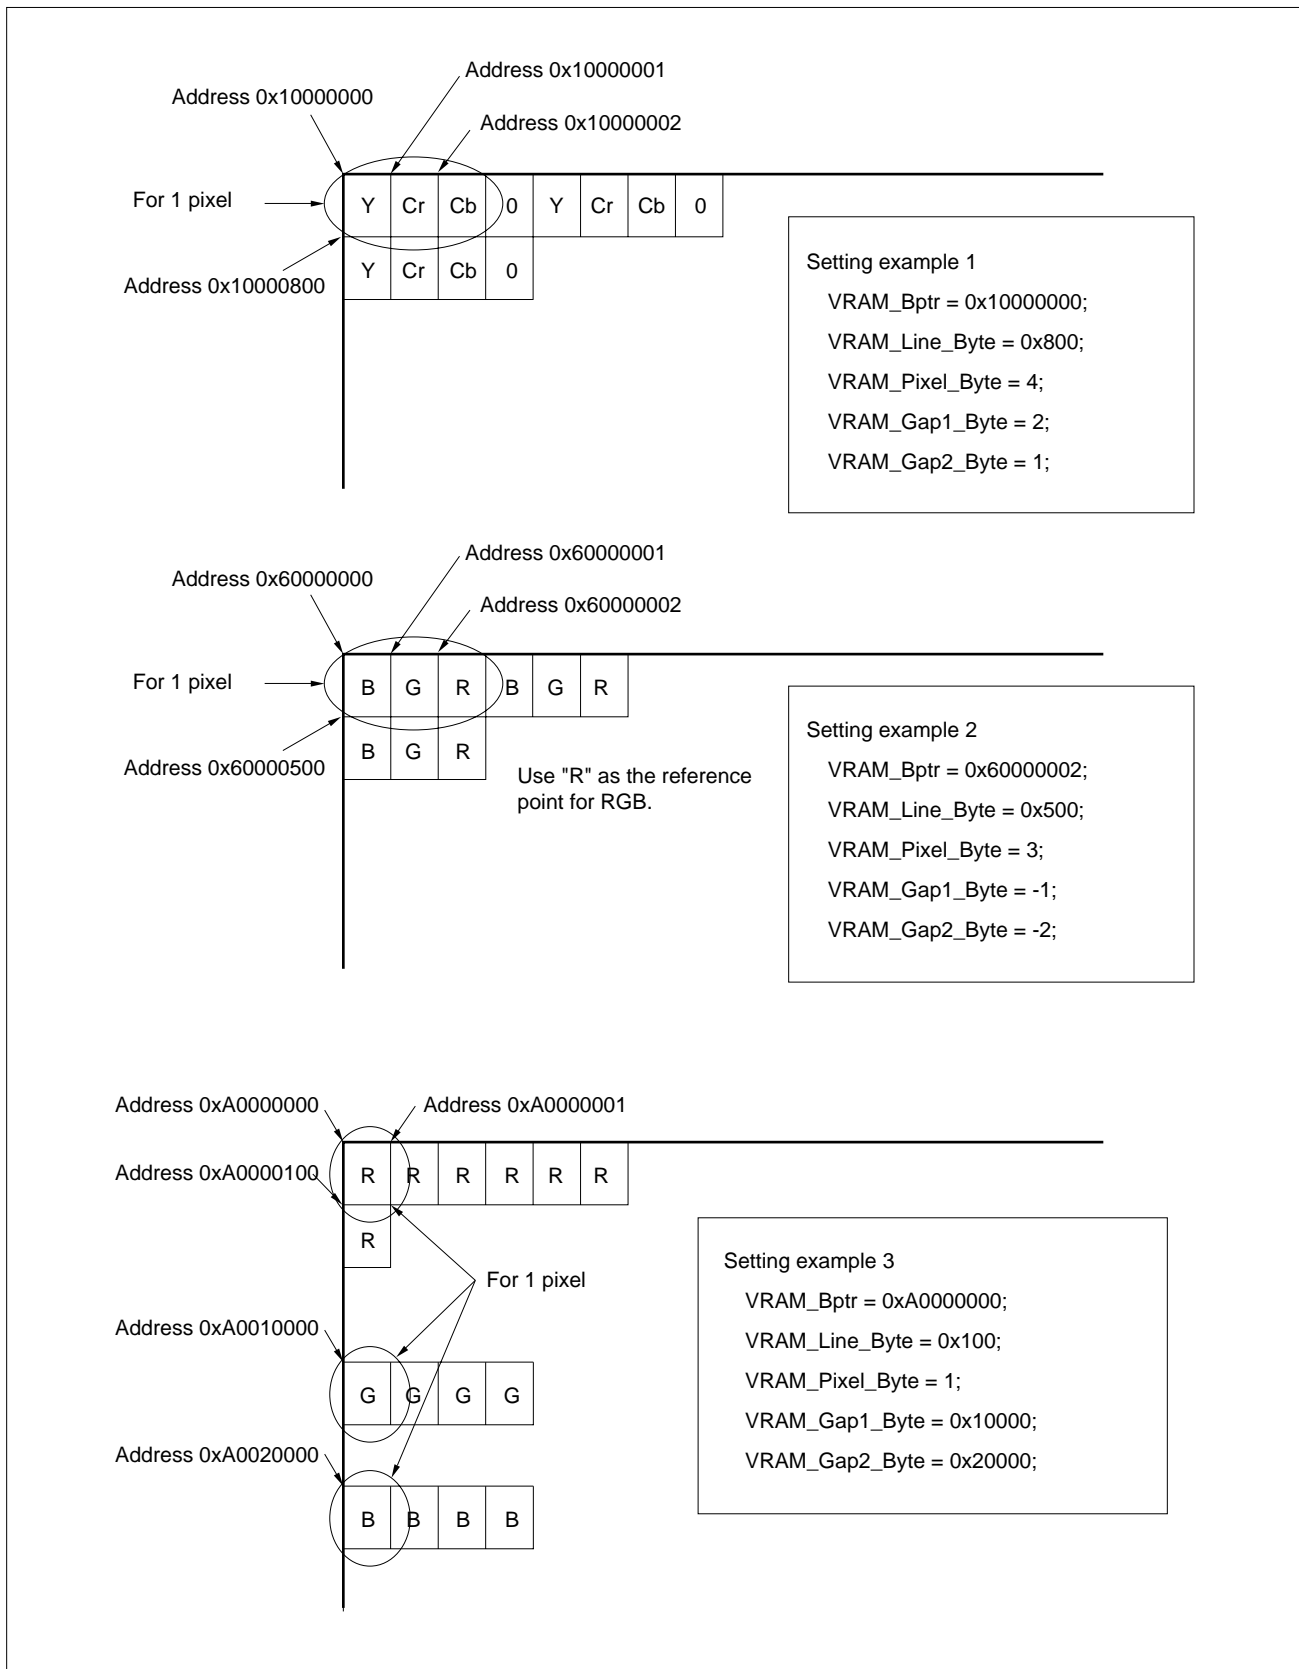 Address 0x10000001
Address 0x10000000
Address 0x10000002
For 1 pixel
Y Cr Cb 0 Y Cr Cb 0
Address 0x10000800
Y Cr Cb 0
Setting example 1
VRAM_Bptr = 0x10000000;
VRAM_Line_Byte = 0x800;
VRAM_Pixel_Byte = 4;
VRAM_Gap1_Byte = 2;
VRAM_Gap2_Byte = 1;
Address 0x60000001
Address 0x60000000
Address 0x60000002
For 1 pixel
B G R B G R
Address 0x60000500
B G R
Use "R" as the reference
point for RGB.
Setting example 2
VRAM_Bptr = 0x60000002;
VRAM_Line_Byte = 0x500;
VRAM_Pixel_Byte = 3;
VRAM_Gap1_Byte = -1;
VRAM_Gap2_Byte = -2;
Address 0xA0000000
Address 0xA0000001
Address 0xA0000100
R R R R R R
R
For 1 pixel
Address 0xA0010000
G G G G
Address 0xA0020000
B B B B
Setting example 3
VRAM_Bptr = 0xA0000000;
VRAM_Line_Byte = 0x100;
VRAM_Pixel_Byte = 1;
VRAM_Gap1_Byte = 0x10000;
VRAM_Gap2_Byte = 0x20000;